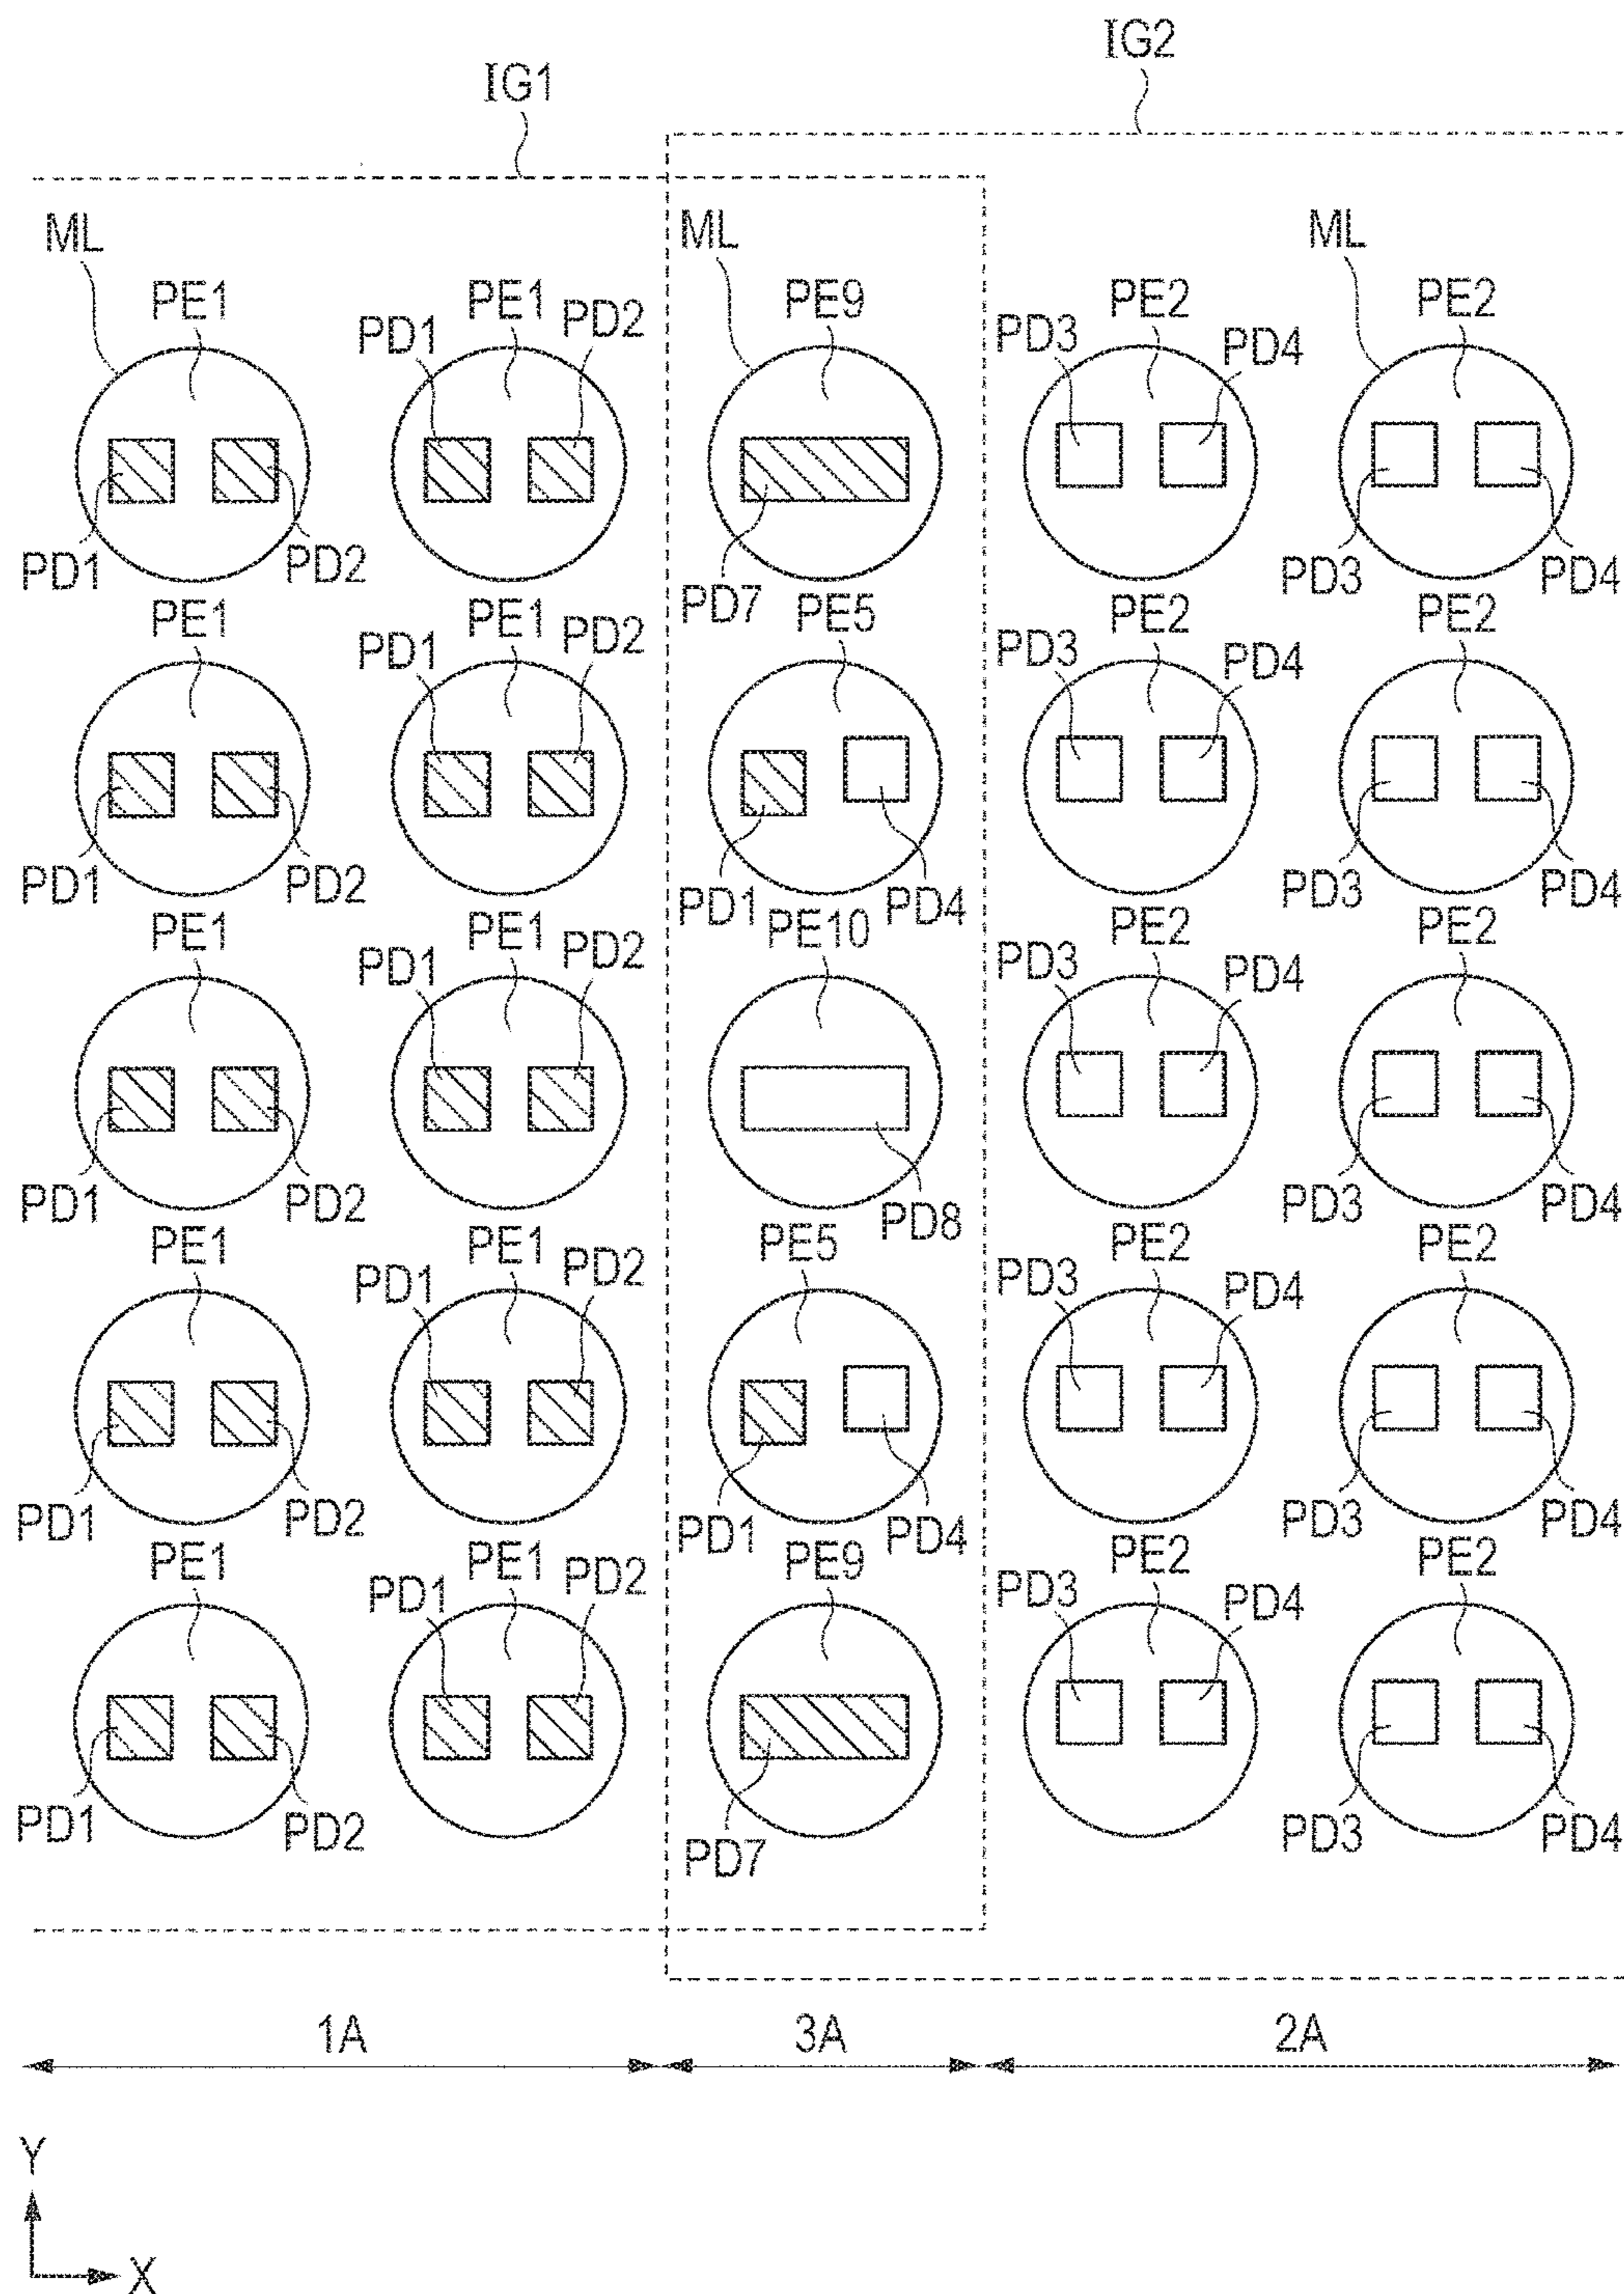 IG2
IG1
ML ML ML
PE1 PE1 PE9 PE2 PE2
PD1 PD2 PD3 PD4
PD1 PD2 PD7 PD3 PD4
PE1 PE1 PE5 PE2 PE2
PD1 PD2 PD3 PD4
PD1 PD2 PD1 PD4 PD3 PD4
PE1 PE1 PE10 PE2 PE2
PD1 PD2 PD3 PD4
PD1 PD2 PD8 PD3 PD4
PE1 PE1 PE5 PE2 PE2
PD1 PD2 PD3 PD4
PD1 PD2 PD1 PD4 PD3 PD4
PE1 PE1 PE9 PE2 PE2
PD1 PD2 PD3 PD4
PD1 PD2 PD7 PD3 PD4
1A 3A 2A
Y
X